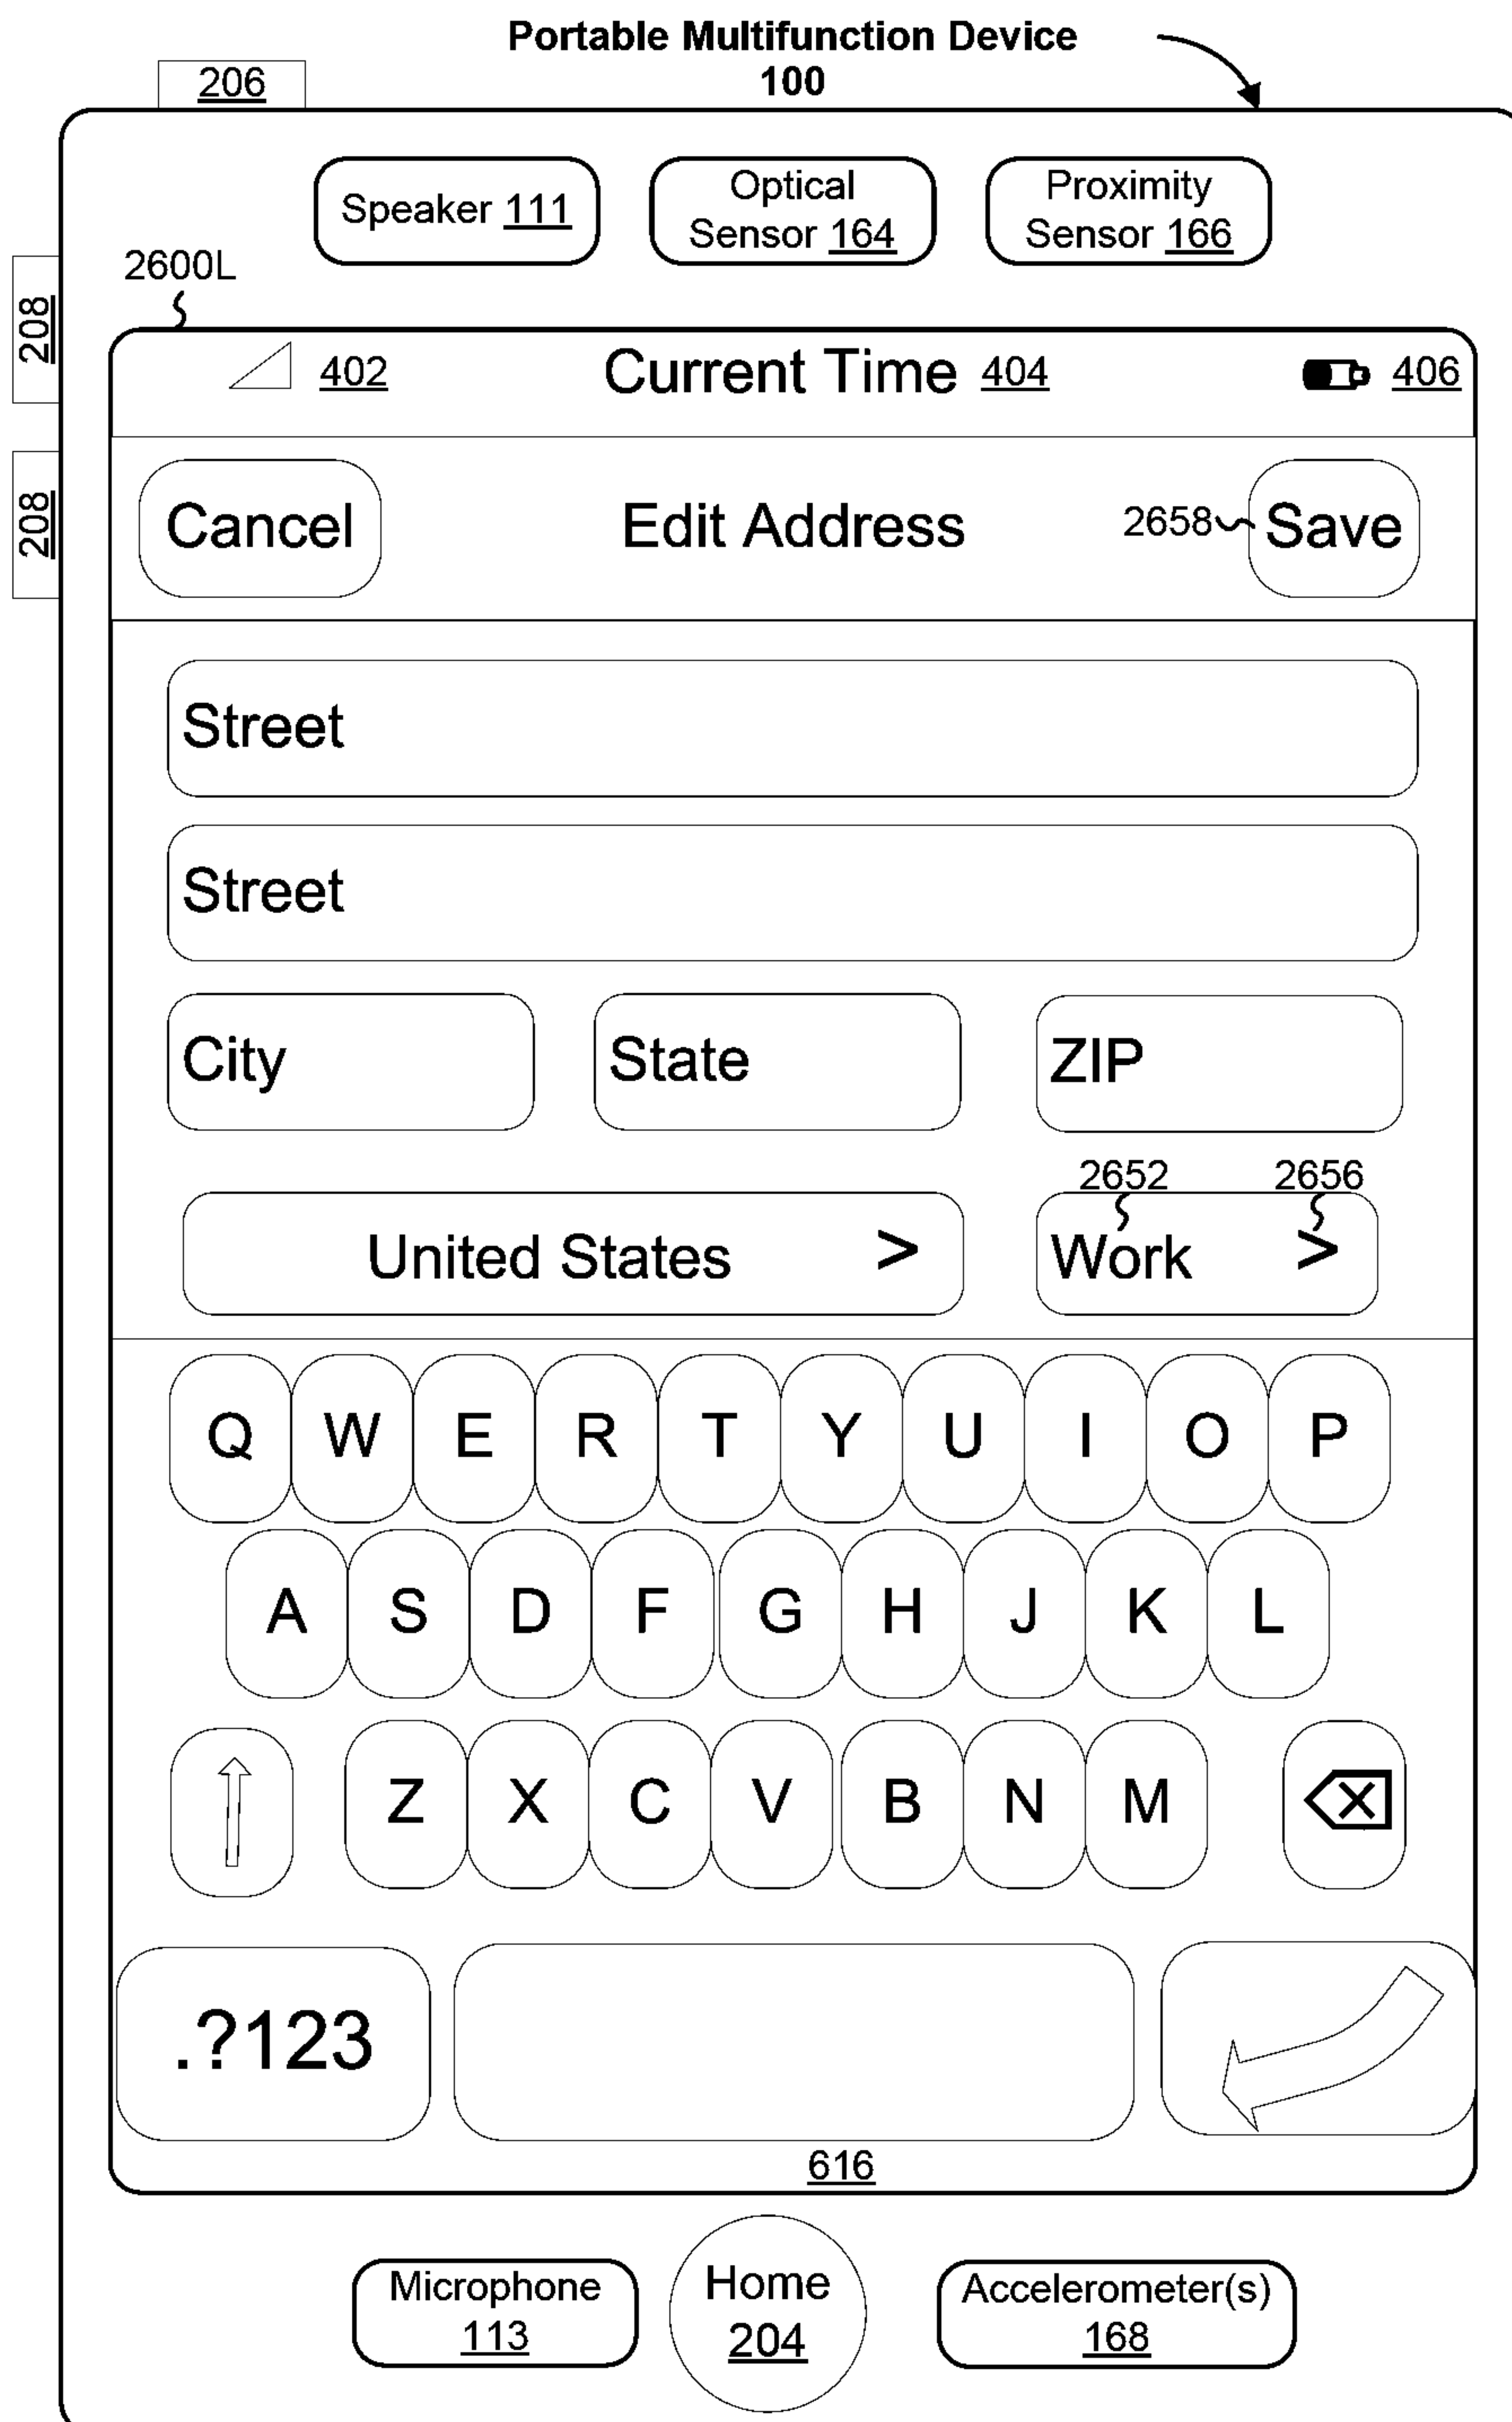 Portable Multifunction Device
100
206
Speaker 111
Optical
Sensor 164
Proximity
Sensor 166
2600L
208
208
402
Current Time 404
406
Cancel
Edit Address
2658
Save
Street
Street
City
State
ZIP
2652
2656
United States >
Work >
Q W E R T Y U I O P
A S D F G H J K L
Z X C V B N M
.?123
616
Microphone
113
Home
204
Accelerometer(s)
168